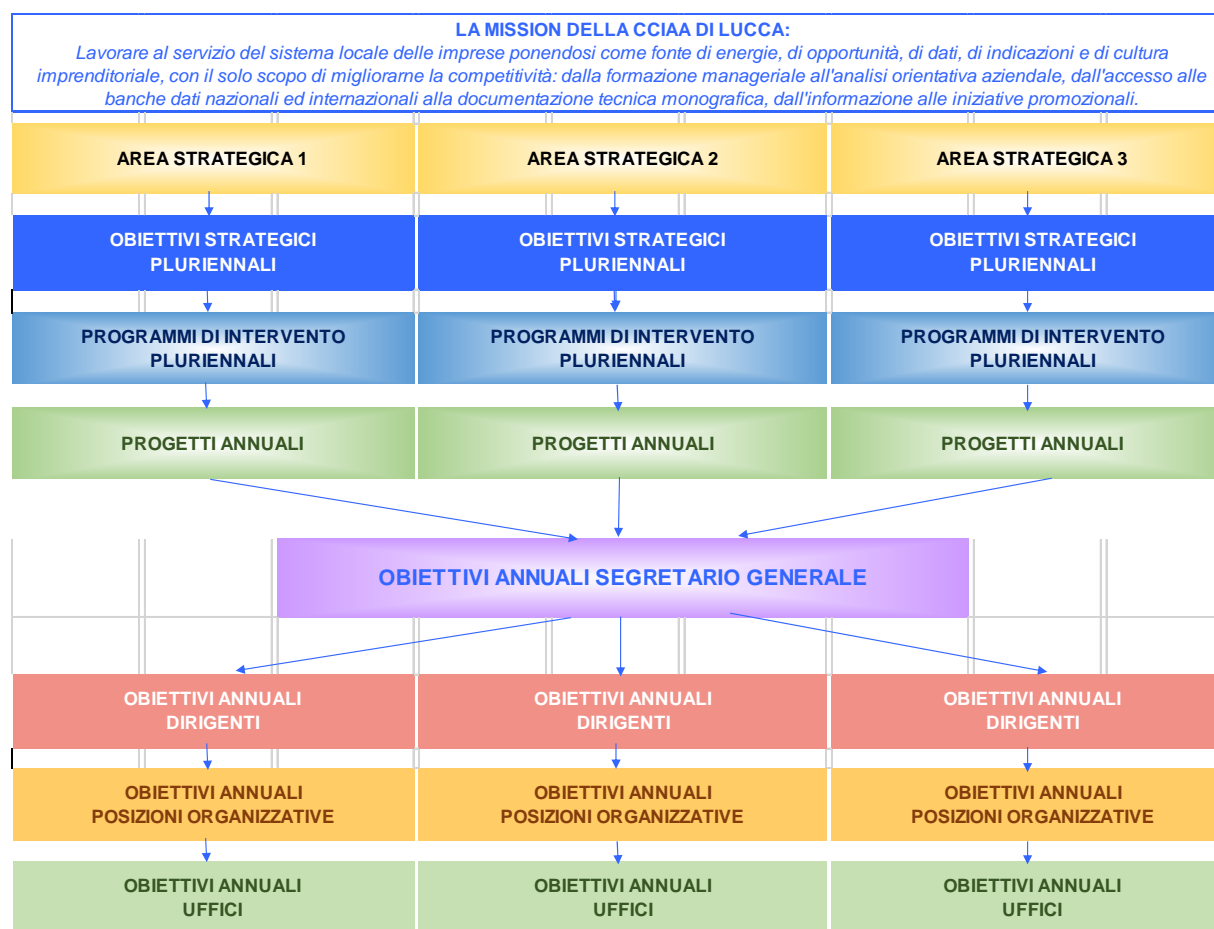 LA MISSION DELLA CCIAA DI LUCCA:
Lavorare al servizio del sistema locale delle imprese ponendosi come fonte di energie, di opportunità, di dati, di indicazioni e di cultura
imprenditoriale, con il solo scopo di migliorarne la competitività: dalla formazione manageriale all'analisi orientativa aziendale, dall'accesso alle
banche dati nazionali ed internazionali alla documentazione tecnica monografica, dall'informazione alle iniziative promozionali.
AREA STRATEGICA 1
AREA STRATEGICA 2
AREA STRATEGICA 3
OBIETTIVI STRATEGICI
PLURIENNALI
OBIETTIVI STRATEGICI
PLURIENNALI
OBIETTIVI STRATEGICI
PLURIENNALI
PROGRAMMI DI INTERVENTO
PLURIENNALI
PROGRAMMI DI INTERVENTO
PLURIENNALI
PROGRAMMI DI INTERVENTO
PLURIENNALI
PROGETTI ANNUALI
PROGETTI ANNUALI
PROGETTI ANNUALI
OBIETTIVI ANNUALI SEGRETARIO GENERALE
OBIETTIVI ANNUALI
DIRIGENTI
OBIETTIVI ANNUALI
DIRIGENTI
OBIETTIVI ANNUALI
DIRIGENTI
OBIETTIVI ANNUALI
POSIZIONI ORGANIZZATIVE
OBIETTIVI ANNUALI
POSIZIONI ORGANIZZATIVE
OBIETTIVI ANNUALI
POSIZIONI ORGANIZZATIVE
OBIETTIVI ANNUALI
UFFICI
OBIETTIVI ANNUALI
UFFICI
OBIETTIVI ANNUALI
UFFICI